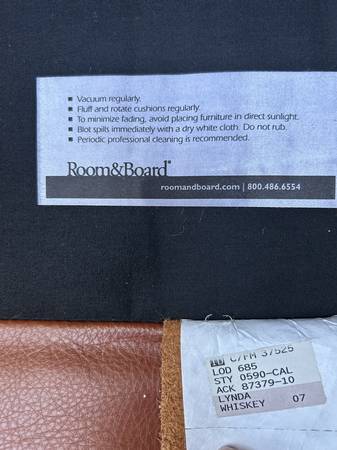 ▪ Vacuum regularly.
▪ Fluff and rotate cushions regularly.
▪ To minimize fading, avoid placing furniture in direct sunlight.
▪ Blot spills immediately with a dry white cloth. Do not rub.
▪ Periodic professional cleaning is recommended.
Room&Board®
roomandboard.com | 800.486.6554
C/FM 37525
LOD 685
STY 0590-CAL
ACK 87379-10
LYNDA
WHISKEY 07